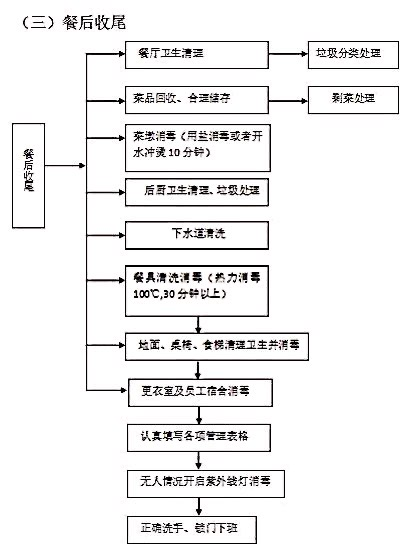 （三）餐后收尾
餐厅卫生清理
垃圾分类处理
菜品回收、合理储存
剩菜处理
餐后收尾
菜墩消毒（用盐消毒或者开
水冲烫10分钟）
后厨卫生清理、垃圾处理
下水道清洗
餐具清洗消毒（热力消毒
100℃,30分钟以上）
地面、桌椅、食梯清理卫生并消毒
更衣室及员工宿舍消毒
认真填写各项管理表格
无人情况开启紫外线灯消毒
正确洗手、锁门下班